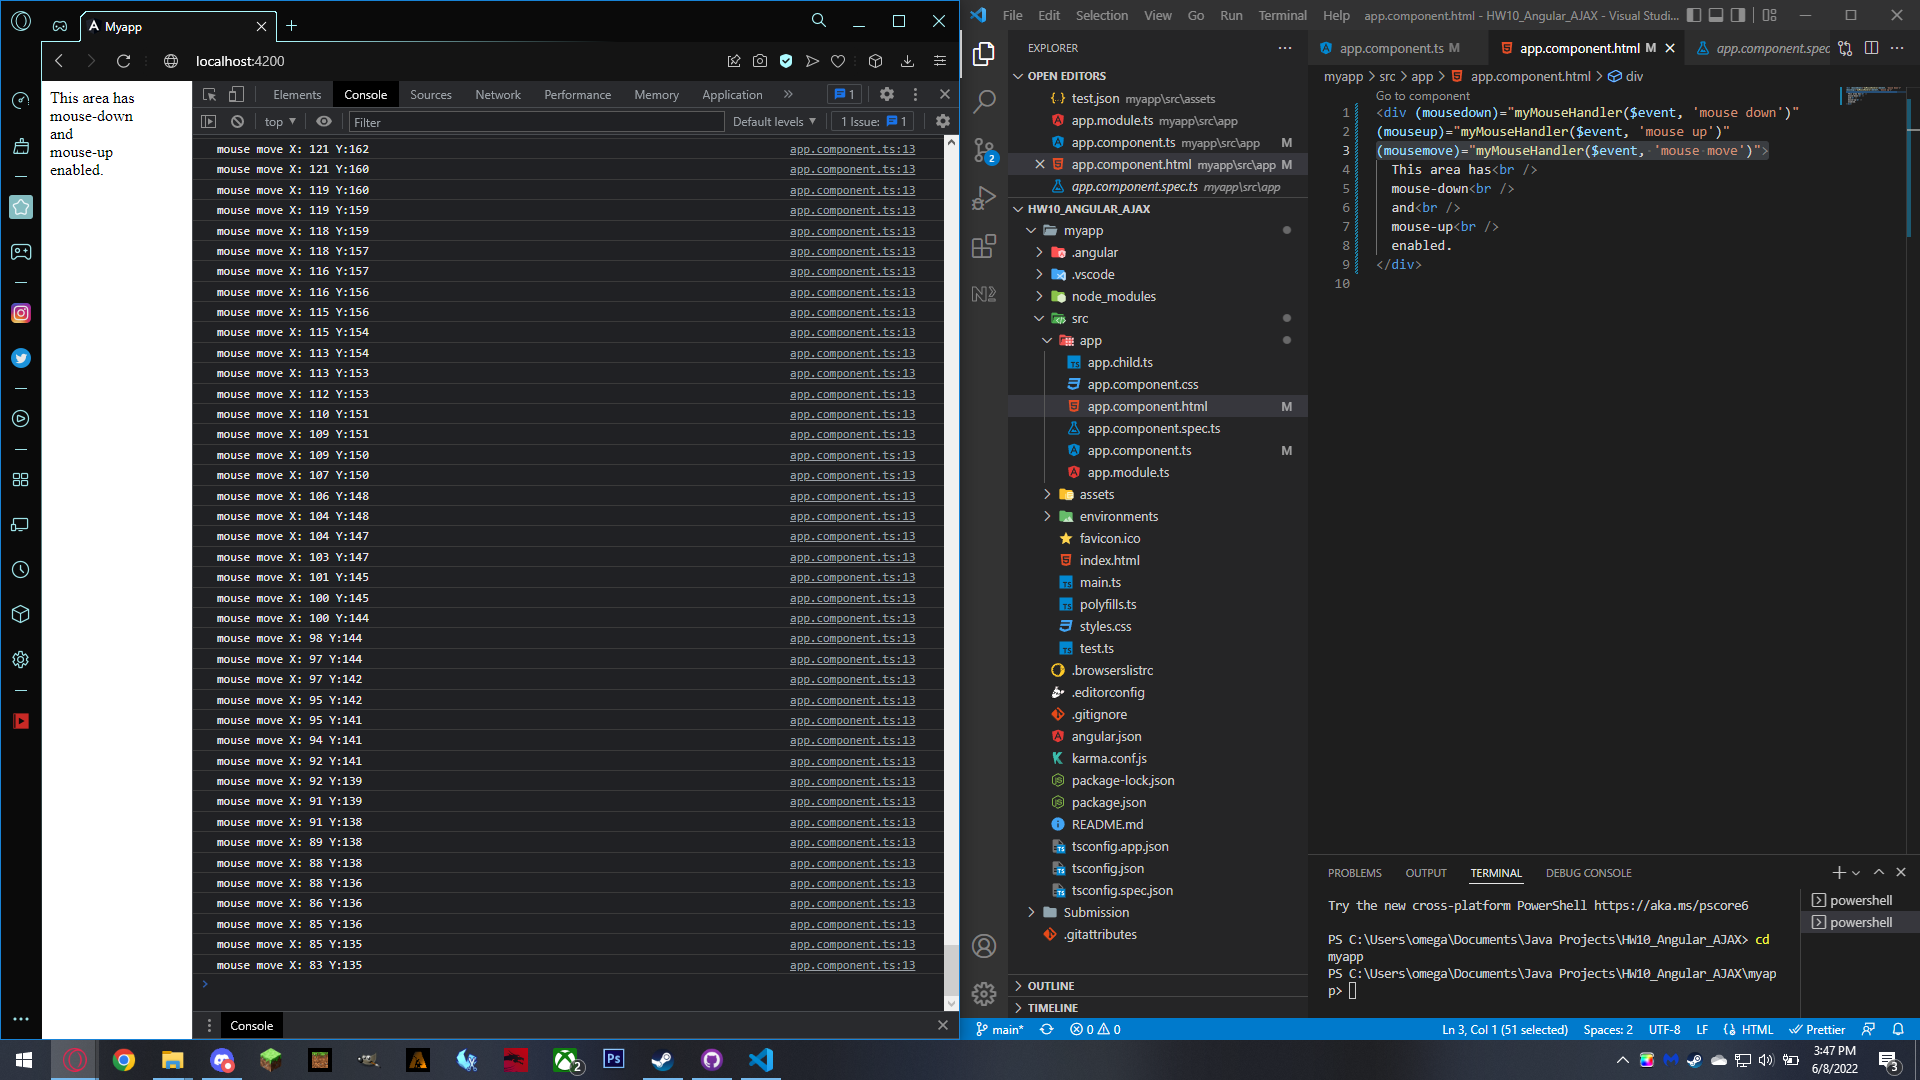 Myapp
localhost:4200
This area has
mouse-down
and
mouse-up
enabled.
Elements Console Sources Network Performance Memory Application 1
top Filter Default levels 1 Issue: 1
mouse move X: 121 Y:162 app.component.ts:13
mouse move X: 121 Y:160 app.component.ts:13
mouse move X: 119 Y:160 app.component.ts:13
mouse move X: 119 Y:159 app.component.ts:13
mouse move X: 118 Y:159 app.component.ts:13
mouse move X: 118 Y:157 app.component.ts:13
mouse move X: 116 Y:157 app.component.ts:13
mouse move X: 116 Y:156 app.component.ts:13
mouse move X: 115 Y:156 app.component.ts:13
mouse move X: 115 Y:154 app.component.ts:13
mouse move X: 113 Y:154 app.component.ts:13
mouse move X: 113 Y:153 app.component.ts:13
mouse move X: 112 Y:153 app.component.ts:13
mouse move X: 110 Y:151 app.component.ts:13
mouse move X: 109 Y:151 app.component.ts:13
mouse move X: 109 Y:150 app.component.ts:13
mouse move X: 107 Y:150 app.component.ts:13
mouse move X: 106 Y:148 app.component.ts:13
mouse move X: 104 Y:148 app.component.ts:13
mouse move X: 104 Y:147 app.component.ts:13
mouse move X: 103 Y:147 app.component.ts:13
mouse move X: 101 Y:145 app.component.ts:13
mouse move X: 100 Y:145 app.component.ts:13
mouse move X: 100 Y:144 app.component.ts:13
mouse move X: 98 Y:144 app.component.ts:13
mouse move X: 97 Y:144 app.component.ts:13
mouse move X: 97 Y:142 app.component.ts:13
mouse move X: 95 Y:142 app.component.ts:13
mouse move X: 95 Y:141 app.component.ts:13
mouse move X: 94 Y:141 app.component.ts:13
mouse move X: 92 Y:141 app.component.ts:13
mouse move X: 92 Y:139 app.component.ts:13
mouse move X: 91 Y:139 app.component.ts:13
mouse move X: 91 Y:138 app.component.ts:13
mouse move X: 89 Y:138 app.component.ts:13
mouse move X: 88 Y:138 app.component.ts:13
mouse move X: 88 Y:136 app.component.ts:13
mouse move X: 86 Y:136 app.component.ts:13
mouse move X: 85 Y:136 app.component.ts:13
mouse move X: 85 Y:135 app.component.ts:13
mouse move X: 83 Y:135 app.component.ts:13
Console
File Edit Selection View Go Run Terminal Help app.component.html - HW10_Angular_AJAX - Visual Studi...
EXPLORER
OPEN EDITORS
test.json myapp\src\assets
app.module.ts myapp\src\app
app.component.ts myapp\src\app M
app.component.html myapp\src\app M
app.component.spec.ts myapp\src\app
2
HW10_ANGULAR_AJAX
myapp
.angular
.vscode
node_modules
src
app
app.child.ts
app.component.css
app.component.html M
app.component.spec.ts
app.component.ts M
app.module.ts
assets
environments
favicon.ico
index.html
main.ts
polyfills.ts
styles.css
test.ts
.browserslistrc
.editorconfig
.gitignore
angular.json
karma.conf.js
package-lock.json
package.json
README.md
tsconfig.app.json
tsconfig.json
tsconfig.spec.json
Submission
.gitattributes
OUTLINE
TIMELINE
app.component.ts M app.component.html M app.component.spec
myapp > src > app > app.component.html > div
Go to component
1 <div (mousedown)="myMouseHandler($event, 'mouse down')"
2 (mouseup)="myMouseHandler($event, 'mouse up')"
3 (mousemove)="myMouseHandler($event, 'mouse move')">
4 This area has<br />
5 mouse-down<br />
6 and<br />
7 mouse-up<br />
8 enabled.
9 </div>
10
PROBLEMS OUTPUT TERMINAL DEBUG CONSOLE
Try the new cross-platform PowerShell https://aka.ms/pscore6
PS C:\Users\omega\Documents\Java Projects\HW10_Angular_AJAX> cd
myapp
PS C:\Users\omega\Documents\Java Projects\HW10_Angular_AJAX\myap
p>
powershell
powershell
main* 0 0 Ln 3, Col 1 (51 selected) Spaces: 2 UTF-8 LF HTML Prettier
Ps 2
3:47 PM
6/8/2022
3